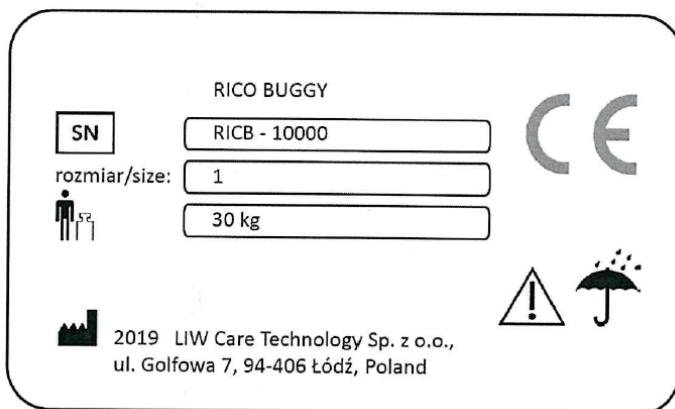 RICO BUGGY
SN
RICB - 10000
rozmiar/size:
1
30 kg
CE
2019 LIW Care Technology Sp. z o.o.,
ul. Golfowa 7, 94-406 Łódź, Poland